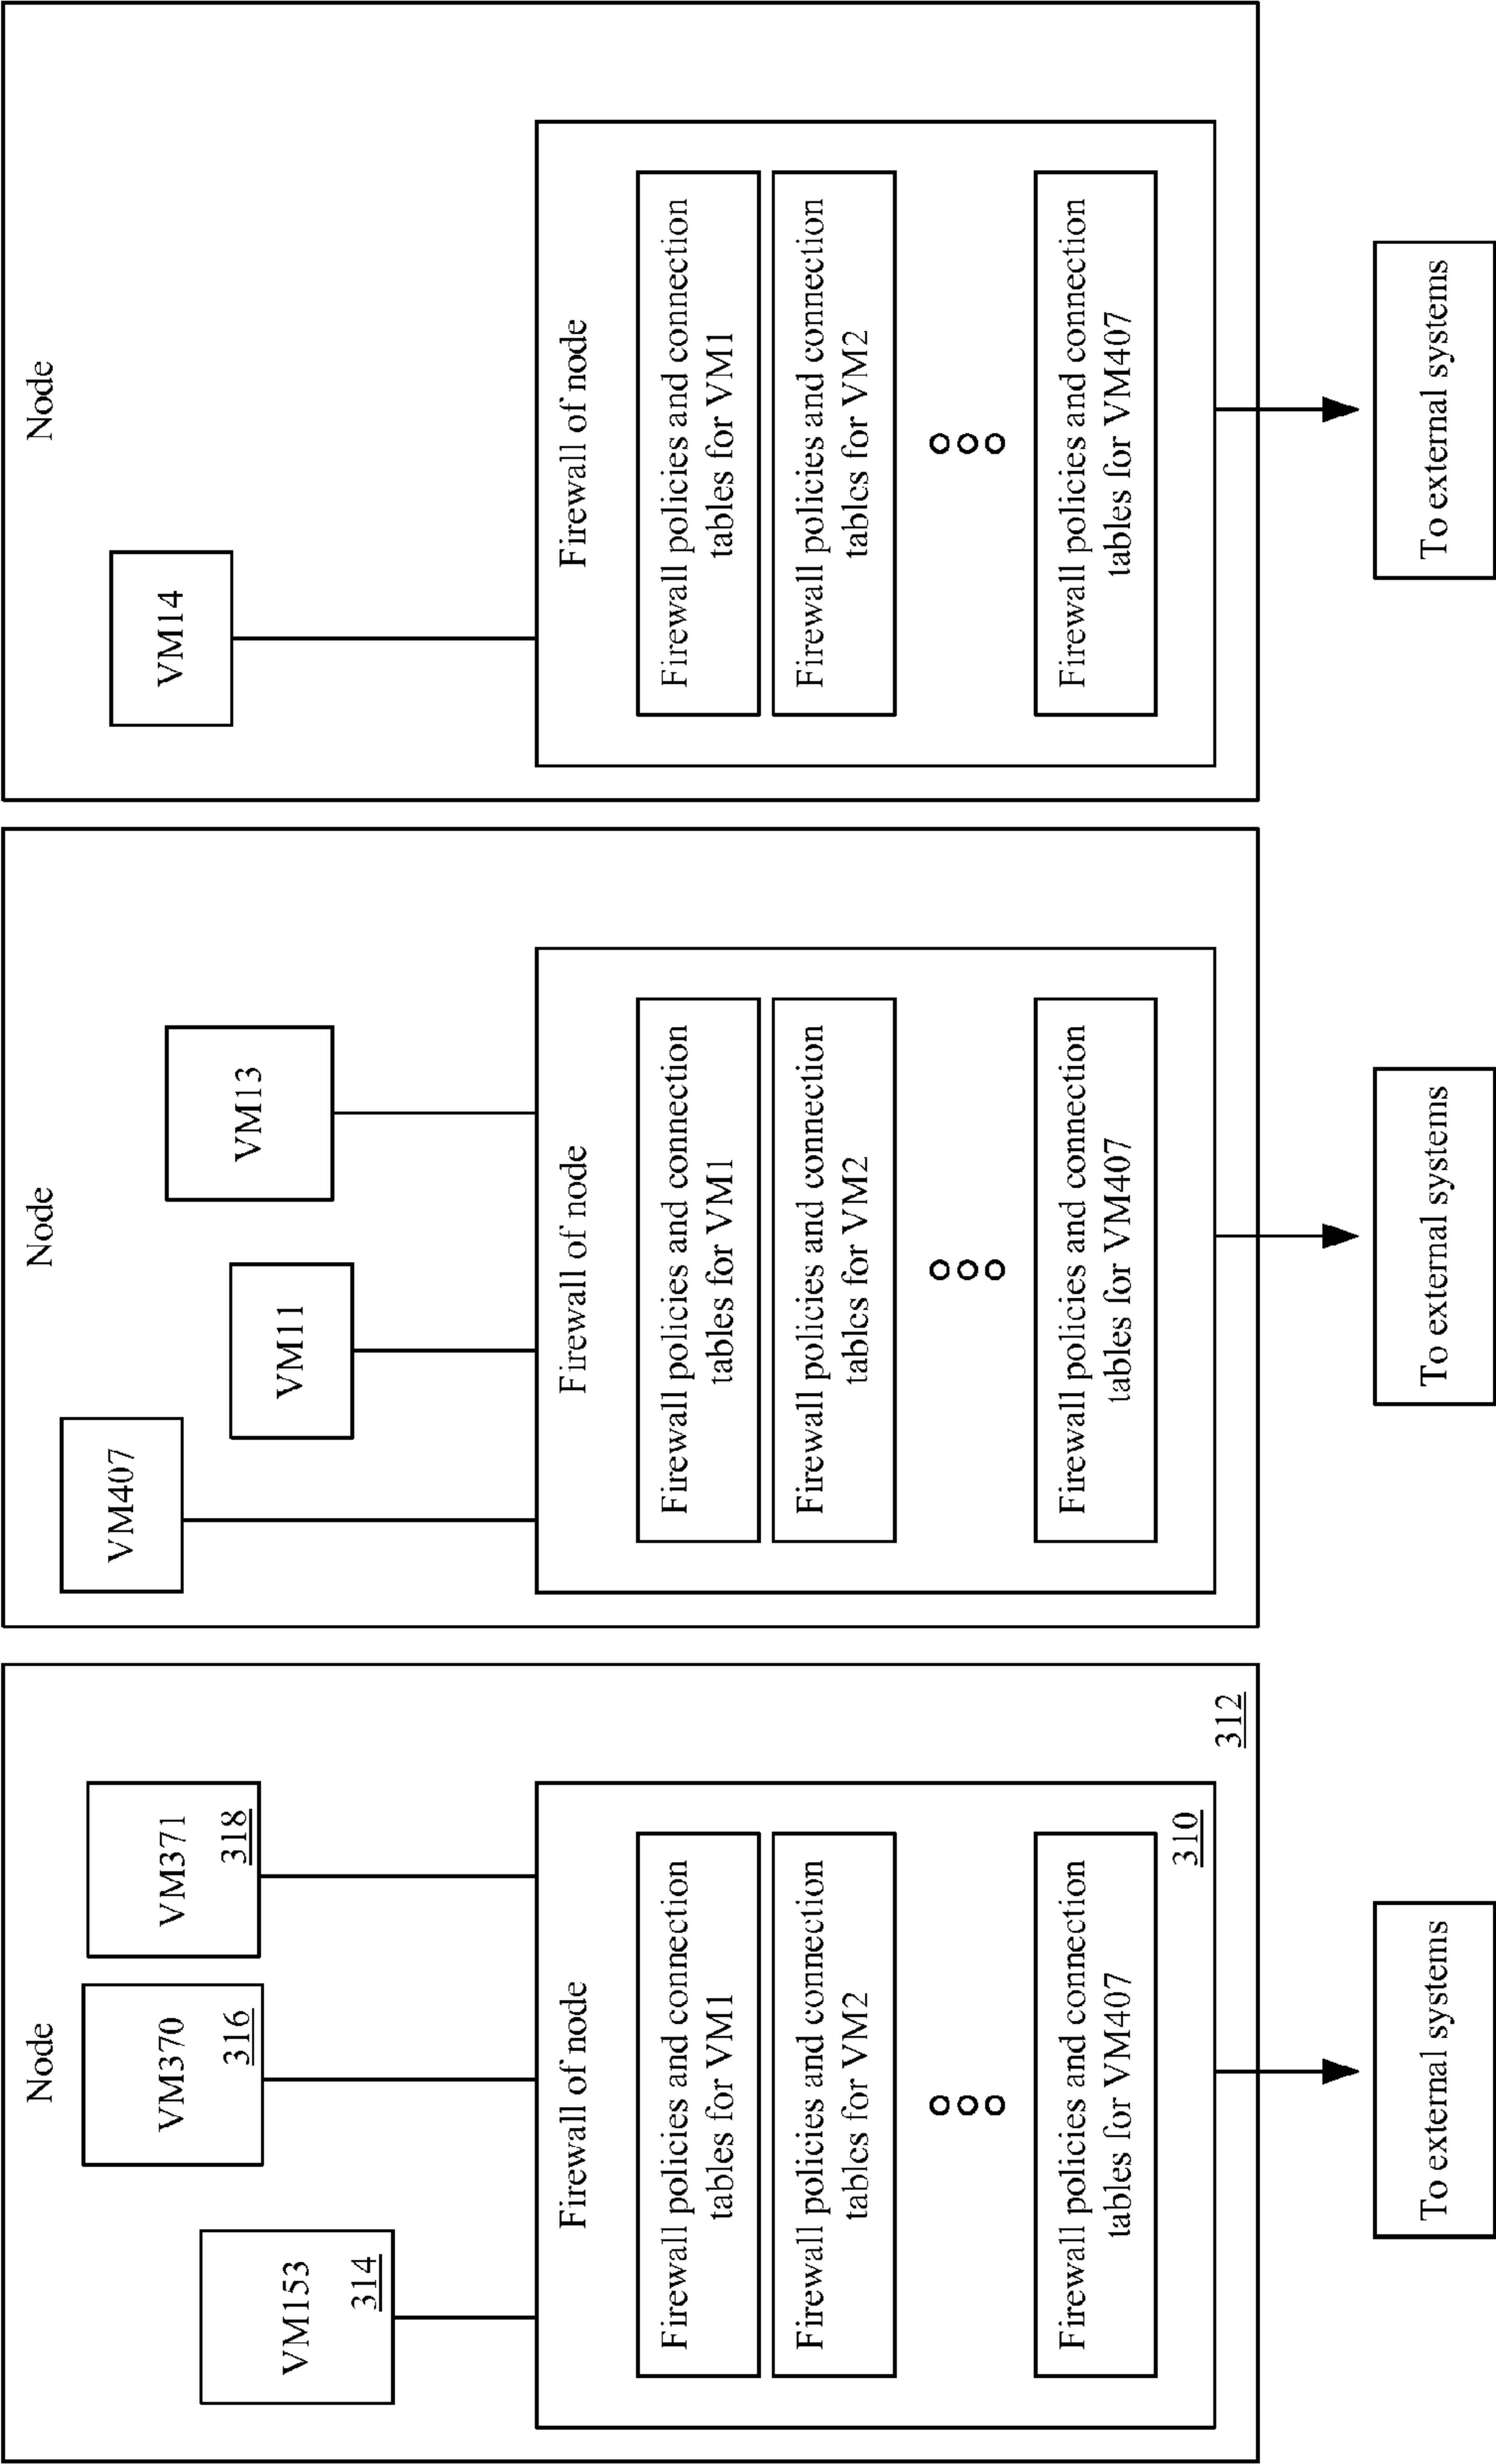 Node
VM153
314
VM370
316
VM371
318
Firewall of node
Firewall policies and connection
tables for VM1
Firewall policies and connection
tables for VM2
Firewall policies and connection
tables for VM407
310
312
To external systems
Node
VM407
VM11
VM13
Firewall of node
Firewall policies and connection
tables for VM1
Firewall policies and connection
tables for VM2
Firewall policies and connection
tables for VM407
To external systems
Node
VM14
Firewall of node
Firewall policies and connection
tables for VM1
Firewall policies and connection
tables for VM2
Firewall policies and connection
tables for VM407
To external systems